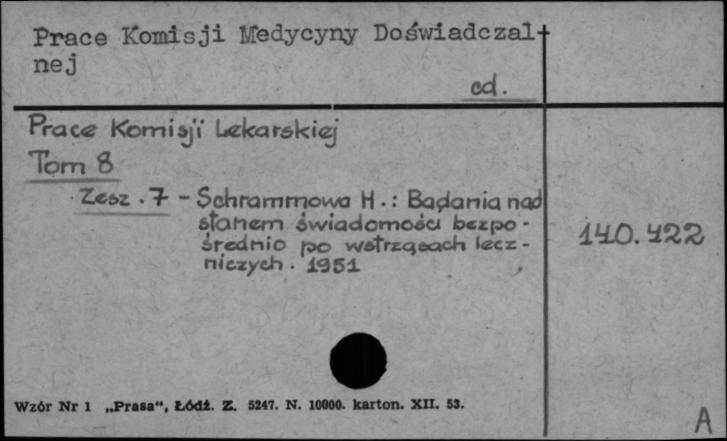 Prace Komisji Medycyny Doświadczal-
nej
cd.
Prace Komisji Lekarskiej
Tom 8
Zesz. 7 - Schrammowa H.: Badania nad
stanem świadomości bezpo-
średnio po wstrząsach lecz-
niczych. 1951
140.422
Wzór Nr 1 „Prasa“, Łódź. Z. 5247. N. 10000. karton. XII. 53.
A